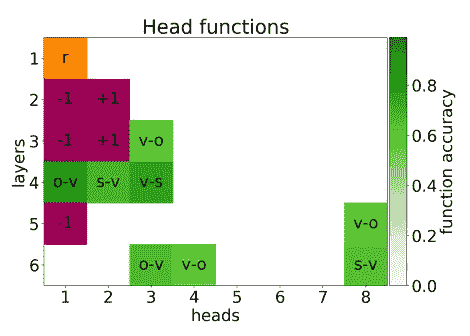 Head functions
1 r
2 -1 +1
3 -1 +1 v-o
4 o-v s-v v-s
5 -1 v-o
6 o-v v-o s-v
1 2 3 4 5 6 7 8
heads
layers
0.8
0.6
0.4
0.2
0.0
function accuracy